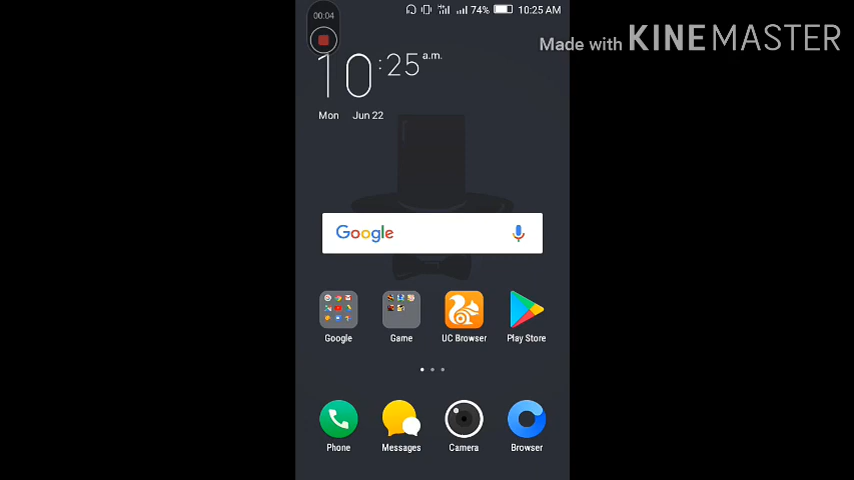 00:04
74% 10:25 AM
Made with KINEMASTER
10:25 a.m.
Mon Jun 22
Google
Google Game UC Browser Play Store
Phone Messages Camera Browser